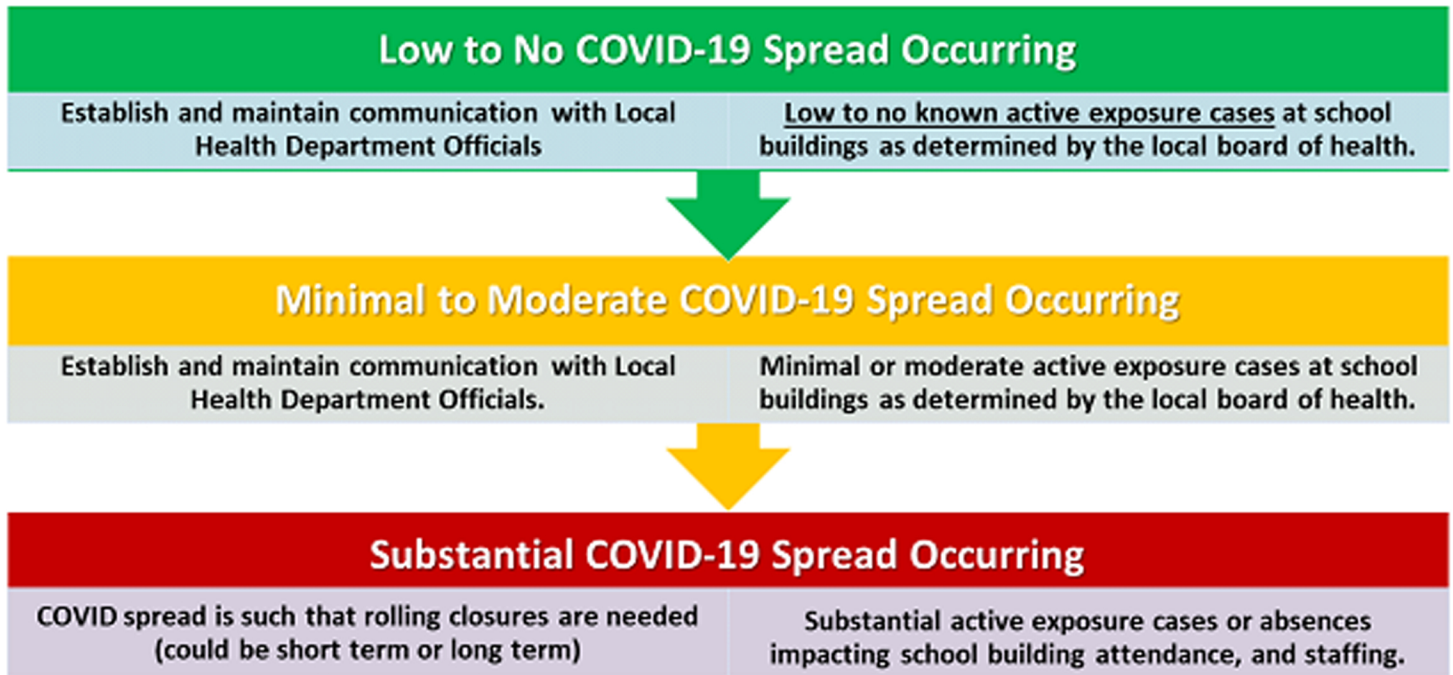 Low to No COVID-19 Spread Occurring
Establish and maintain communication with Local
Health Department Officials
Low to no known active exposure cases at school
buildings as determined by the local board of health.
Minimal to Moderate COVID-19 Spread Occurring
Establish and maintain communication with Local
Health Department Officials.
Minimal or moderate active exposure cases at school
buildings as determined by the local board of health.
Substantial COVID-19 Spread Occurring
COVID spread is such that rolling closures are needed
(could be short term or long term)
Substantial active exposure cases or absences
impacting school building attendance, and staffing.